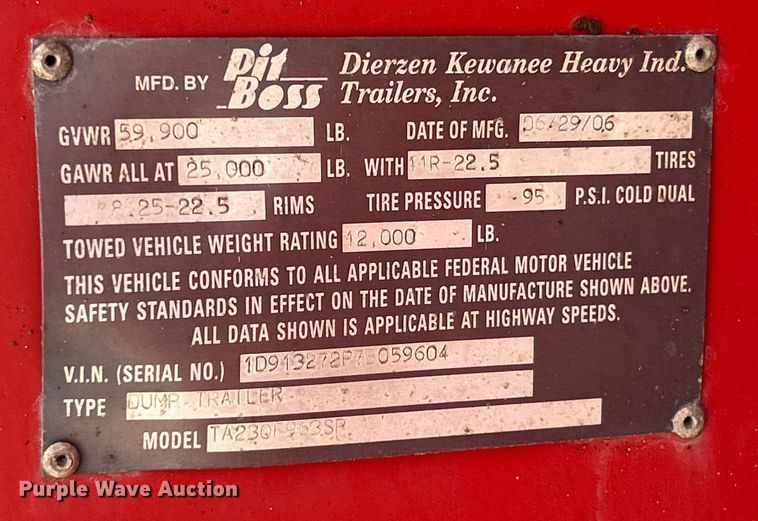 MFD. BY Pit Boss Dierzen Kewanee Heavy Ind.
Trailers, Inc.
GVWR 59,900 LB. DATE OF MFG. 06/29/06
GAWR ALL AT 25,000 LB. WITH 11R-22.5 TIRES
8.25-22.5 RIMS TIRE PRESSURE 95 P.S.I. COLD DUAL
TOWED VEHICLE WEIGHT RATING 12,000 LB.
THIS VEHICLE CONFORMS TO ALL APPLICABLE FEDERAL MOTOR VEHICLE
SAFETY STANDARDS IN EFFECT ON THE DATE OF MANUFACTURE SHOWN ABOVE.
ALL DATA SHOWN IS APPLICABLE AT HIGHWAY SPEEDS.
V.I.N. (SERIAL NO.) 1D913272P7B059604
TYPE DUMP TRAILER
MODEL
Purple Wave Auction